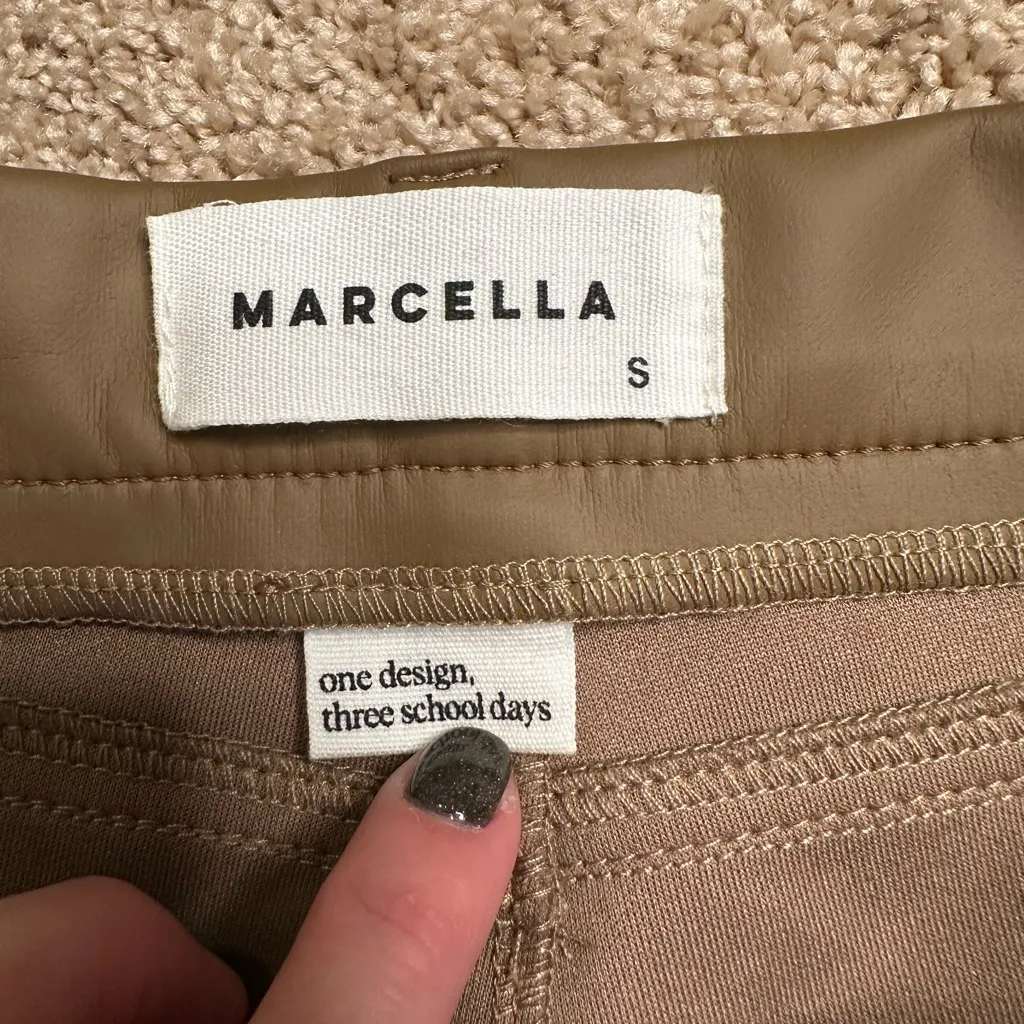 MARCELLA
S
one design,
three school days